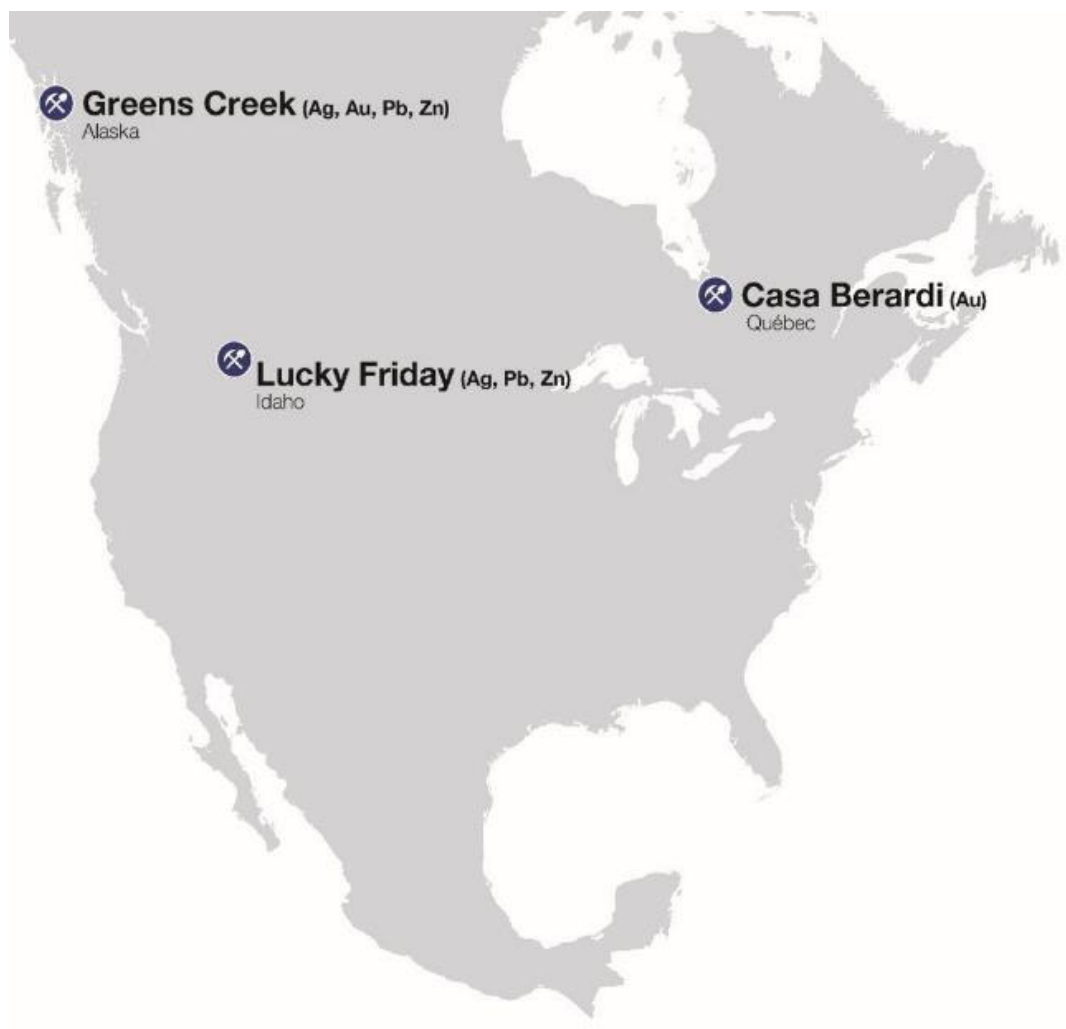 Greens Creek (Ag, Au, Pb, Zn)
Alaska
Casa Berardi (Au)
Québec
Lucky Friday (Ag, Pb, Zn)
Idaho